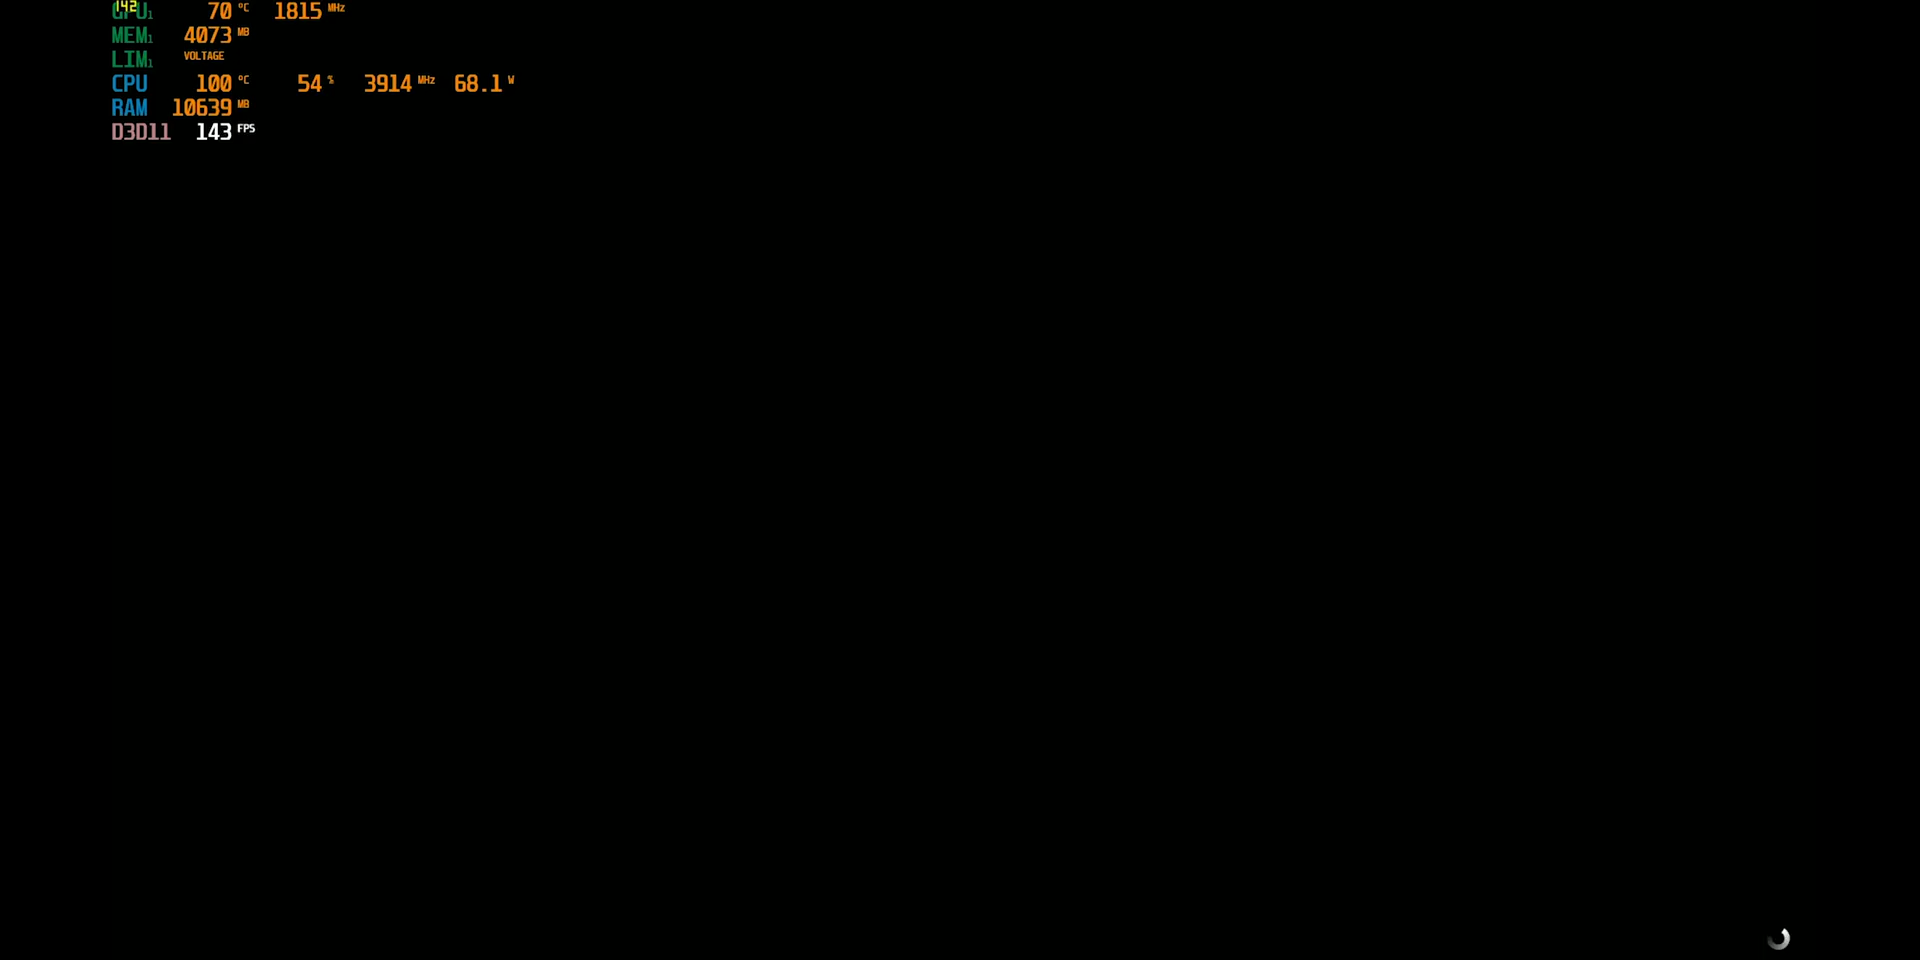 142
GPU1 70 °C 1815 MHz
MEM1 4073 MB
LIM1 VOLTAGE
CPU 100 °C 54 % 3914 MHz 68.1 W
RAM 10639 MB
D3D11 143 FPS